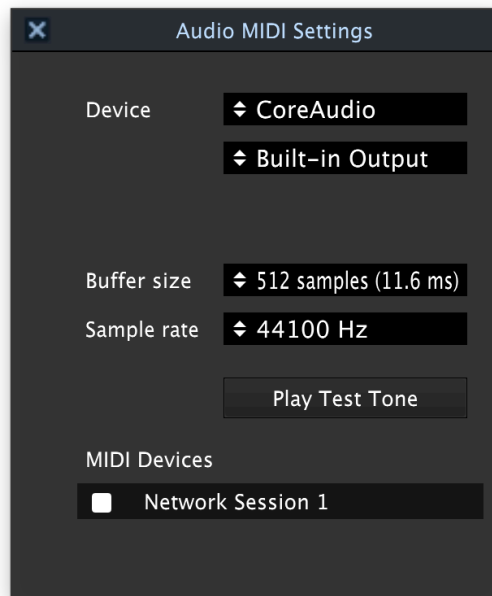 Audio MIDI Settings
Device CoreAudio
Built-in Output
Buffer size 512 samples (11.6 ms)
Sample rate 44100 Hz
Play Test Tone
MIDI Devices
Network Session 1